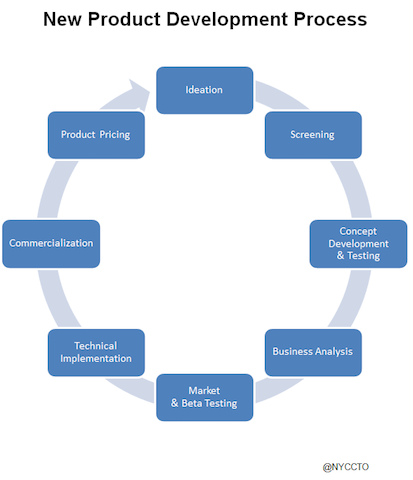 New Product Development Process
Ideation
Screening
Concept
Development
& Testing
Business Analysis
Market
& Beta Testing
Technical
Implementation
Commercialization
Product Pricing
@NYCCTO